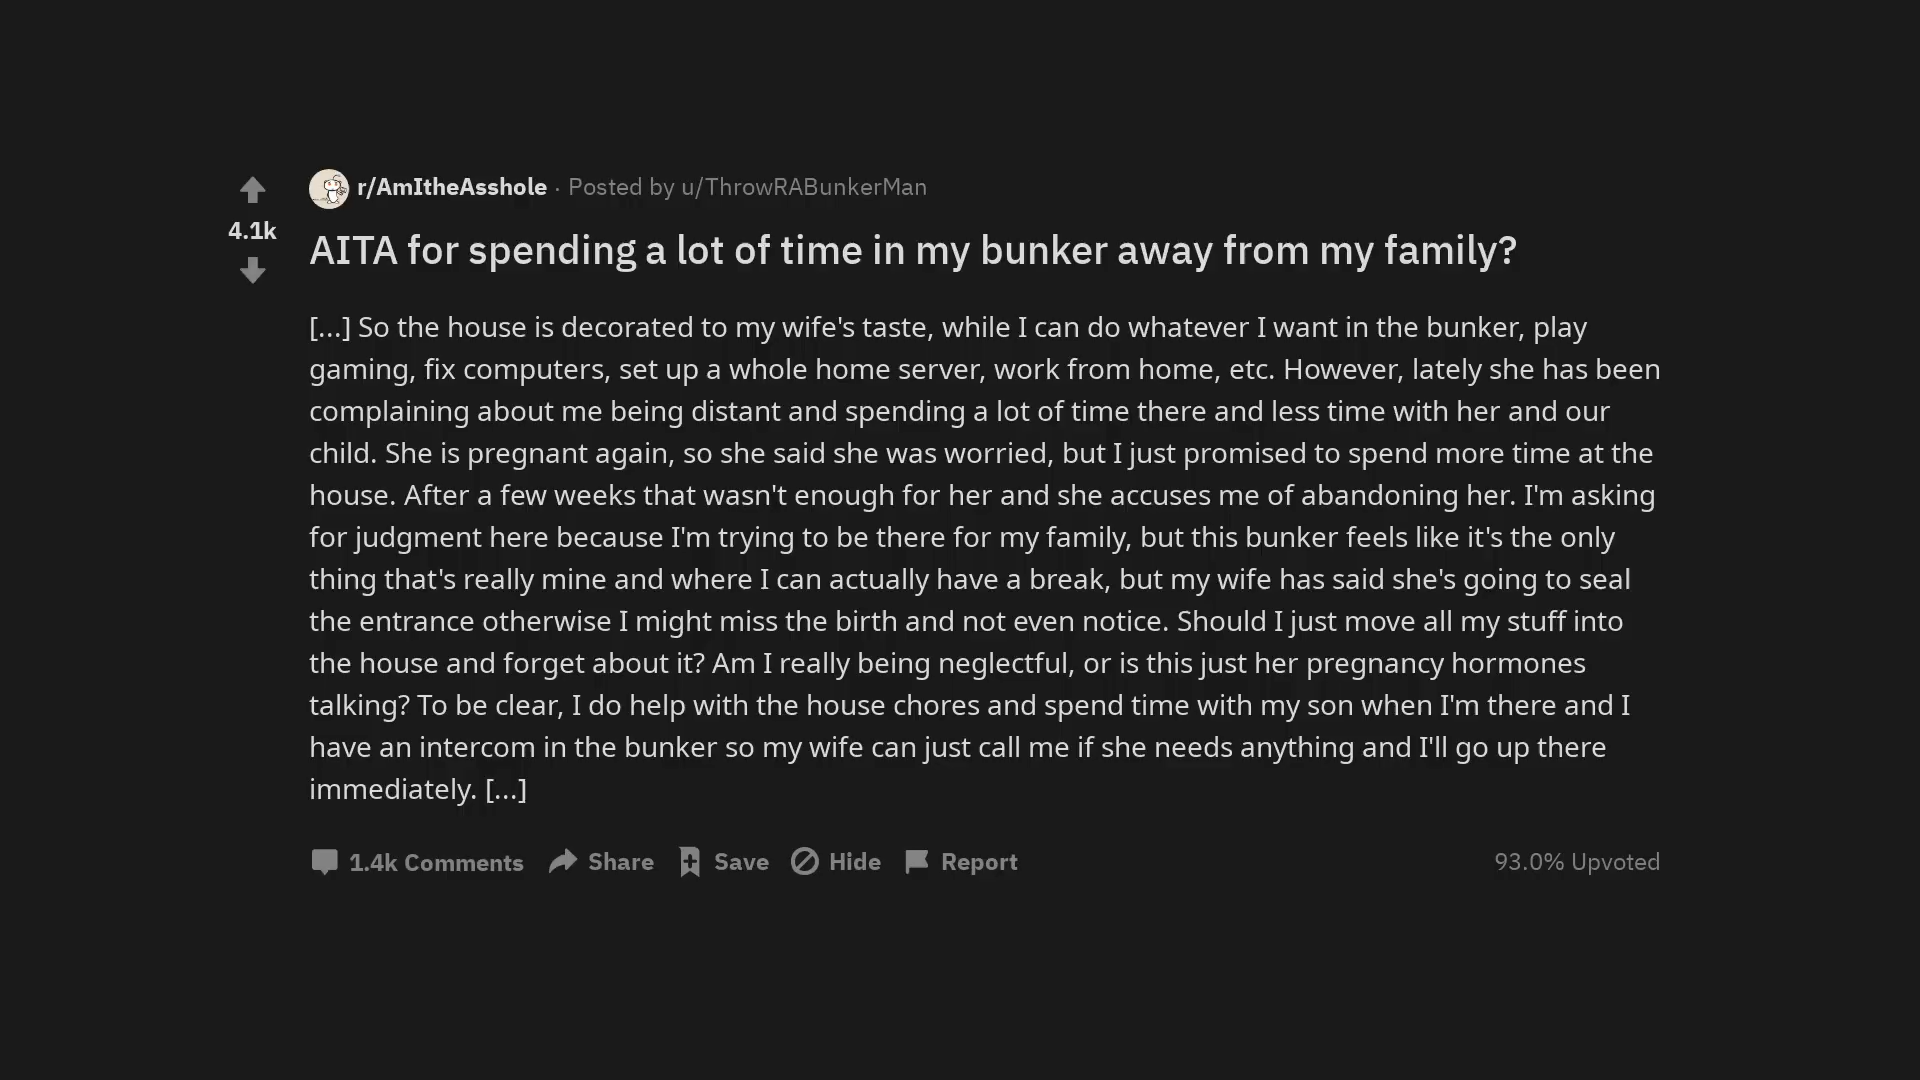 r/AmItheAsshole · Posted by u/ThrowRABunkerMan
4.1k
AITA for spending a lot of time in my bunker away from my family?
[...] So the house is decorated to my wife's taste, while I can do whatever I want in the bunker, play
gaming, fix computers, set up a whole home server, work from home, etc. However, lately she has been
complaining about me being distant and spending a lot of time there and less time with her and our
child. She is pregnant again, so she said she was worried, but I just promised to spend more time at the
house. After a few weeks that wasn't enough for her and she accuses me of abandoning her. I'm asking
for judgment here because I'm trying to be there for my family, but this bunker feels like it's the only
thing that's really mine and where I can actually have a break, but my wife has said she's going to seal
the entrance otherwise I might miss the birth and not even notice. Should I just move all my stuff into
the house and forget about it? Am I really being neglectful, or is this just her pregnancy hormones
talking? To be clear, I do help with the house chores and spend time with my son when I'm there and I
have an intercom in the bunker so my wife can just call me if she needs anything and I'll go up there
immediately. [...]
1.4k Comments Share Save Hide Report 93.0% Upvoted